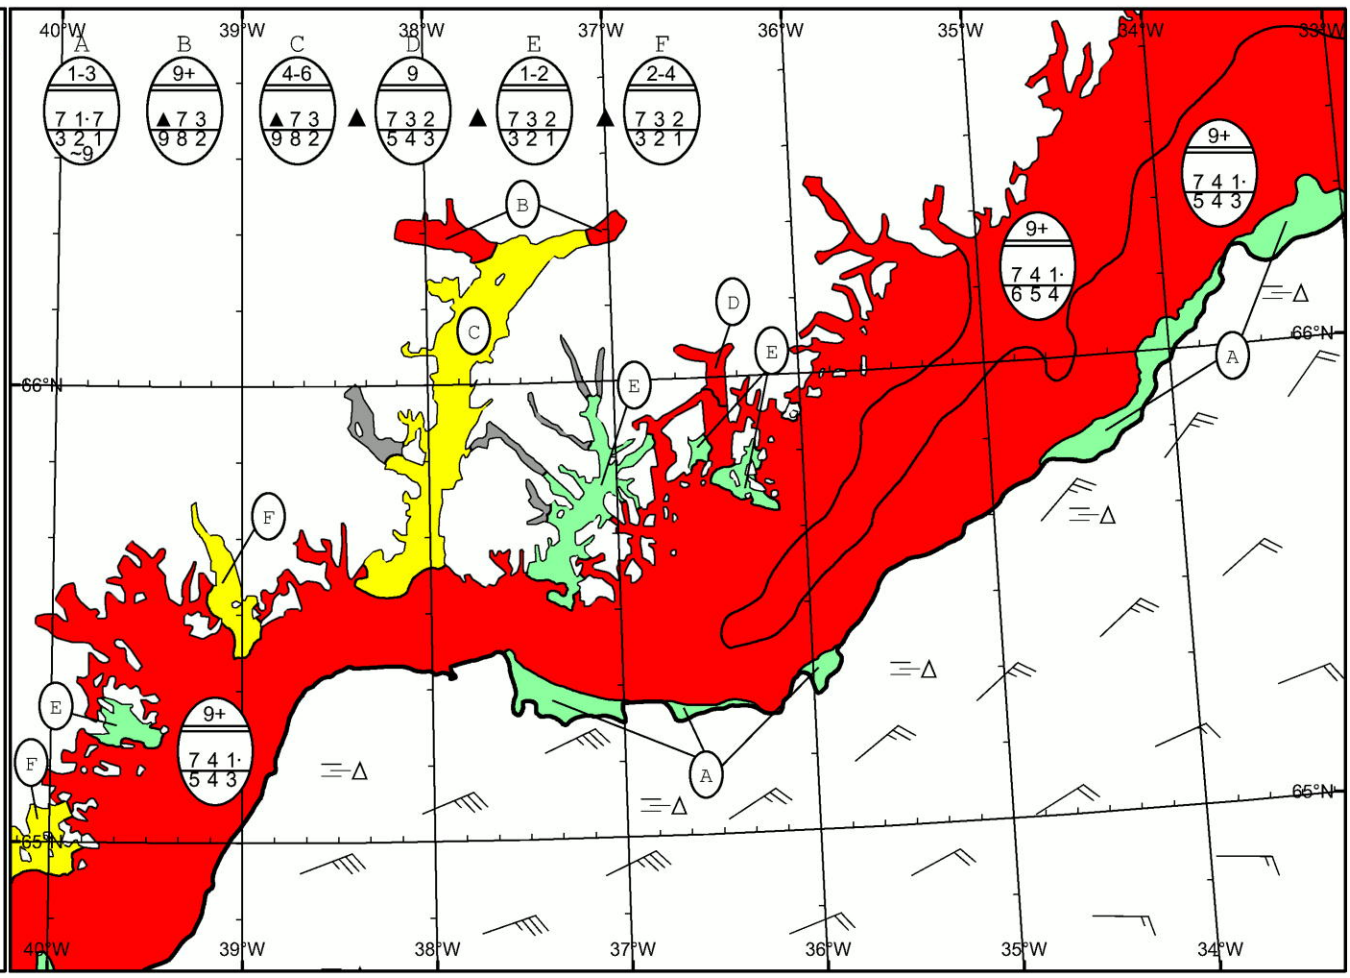 40°W 39°W 38°W 37°W 36°W 35°W 34°W 33°W
A B C D E F
1-3 9+ 4-6 9 1-2 2-4
7 1·7 ▲ 7 3 ▲ 7 3 ▲ 7 3 2 ▲ 7 3 2 ▲ 7 3 2
3 2 1 9 8 2 9 8 2 5 4 3 3 2 1 3 2 1
~9
9+
7 4 1·
5 4 3
B
9+
7 4 1·
6 5 4
D
C
E
A
66°N
E
66°N
F
E
9+
7 4 1·
5 4 3
F
A
65°N
65°N
40°W 39°W 38°W 37°W 36°W 35°W 34°W